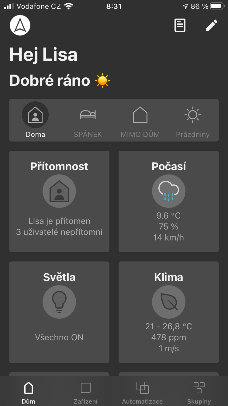 Vodafone CZ 8:31 86 %
Hej Lisa
Dobré ráno
Doma SPÁNEK MIMO DŮM Prázdniny
Přítomnost
Lisa je přítomen
3 uživatelé nepřítomni
Počasí
9,6 °C
75 %
14 km/h
Světla
Všechno ON
Klima
21 - 26,8 °C
478 ppm
1 m/s
Dům Zařízení Automatizace Skupiny